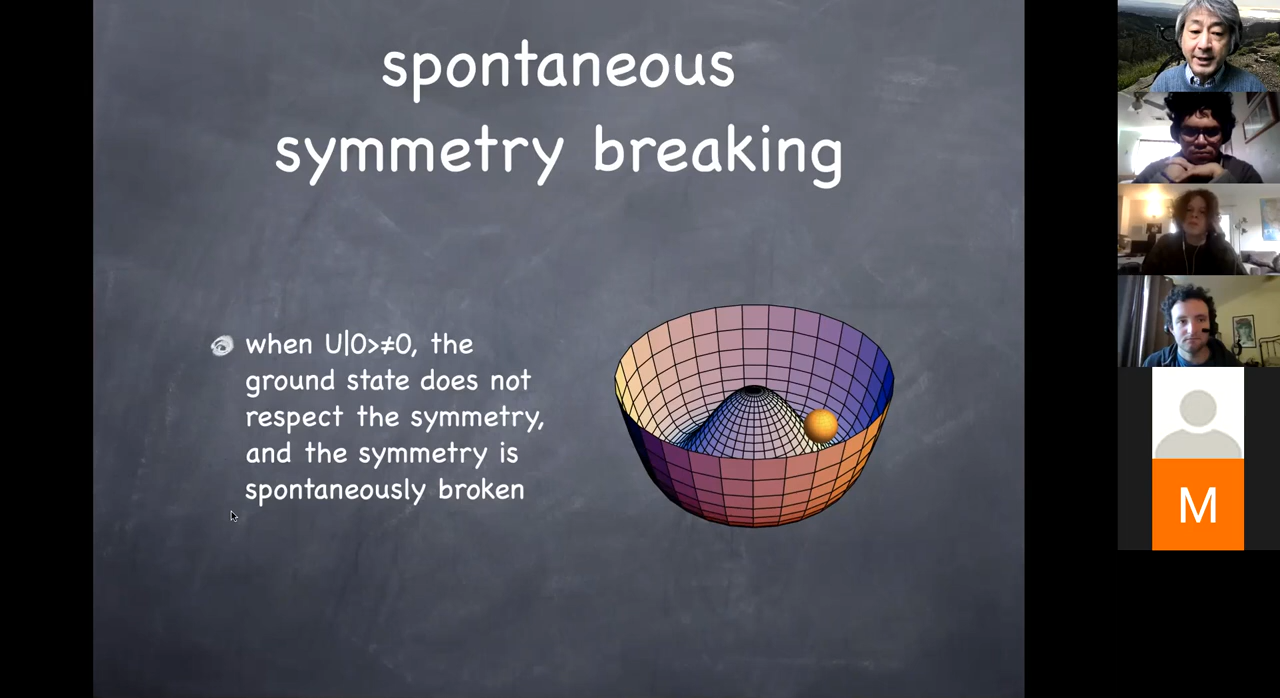 spontaneous
symmetry breaking
when U|0>≠0, the
ground state does not
respect the symmetry,
and the symmetry is
spontaneously broken
M